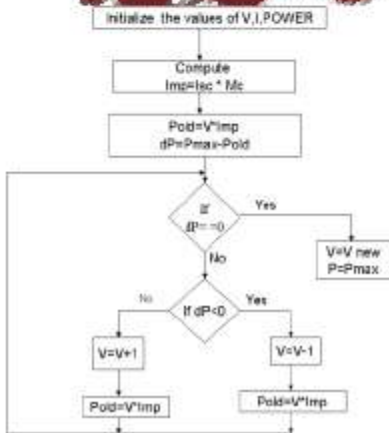 Initialize the values of V,I,POWER
Compute
Imp=Isc * Mc
Pold=V*Imp
dP=Pmax-Pold
If
dP= =0
Yes
V=V new
P=Pmax
No
If dP<0
No
Yes
V=V+1
V=V-1
Pold=V*Imp
Pold=V*Imp